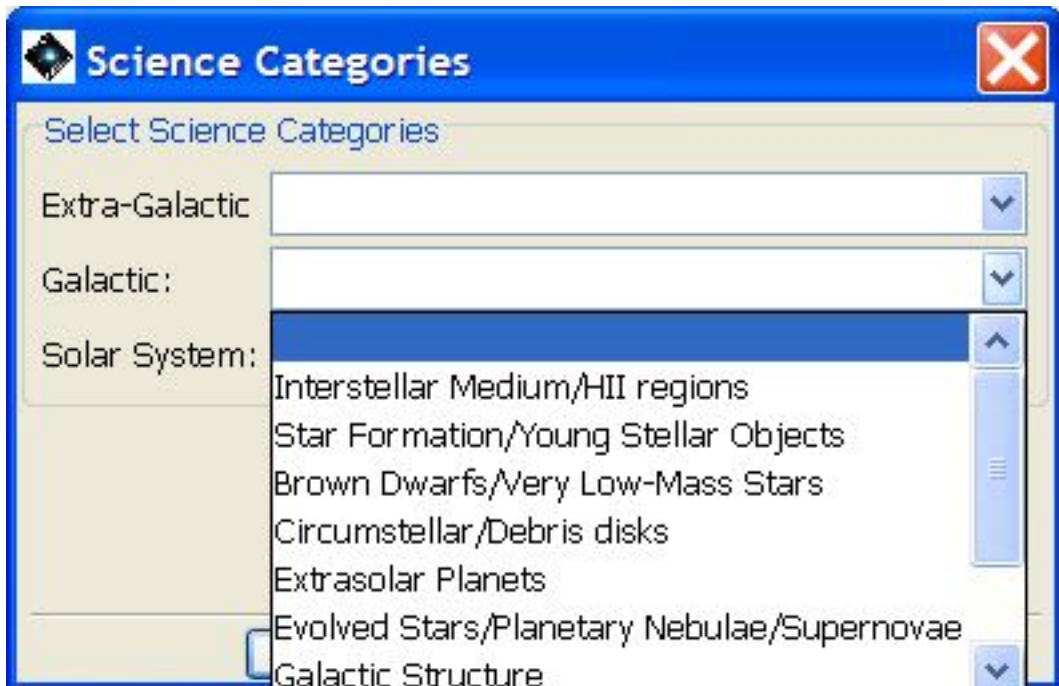 Science Categories
Select Science Categories
Extra-Galactic
Galactic:
Solar System:
Interstellar Medium/HII regions
Star Formation/Young Stellar Objects
Brown Dwarfs/Very Low-Mass Stars
Circumstellar/Debris disks
Extrasolar Planets
Evolved Stars/Planetary Nebulae/Supernovae
Galactic Structure